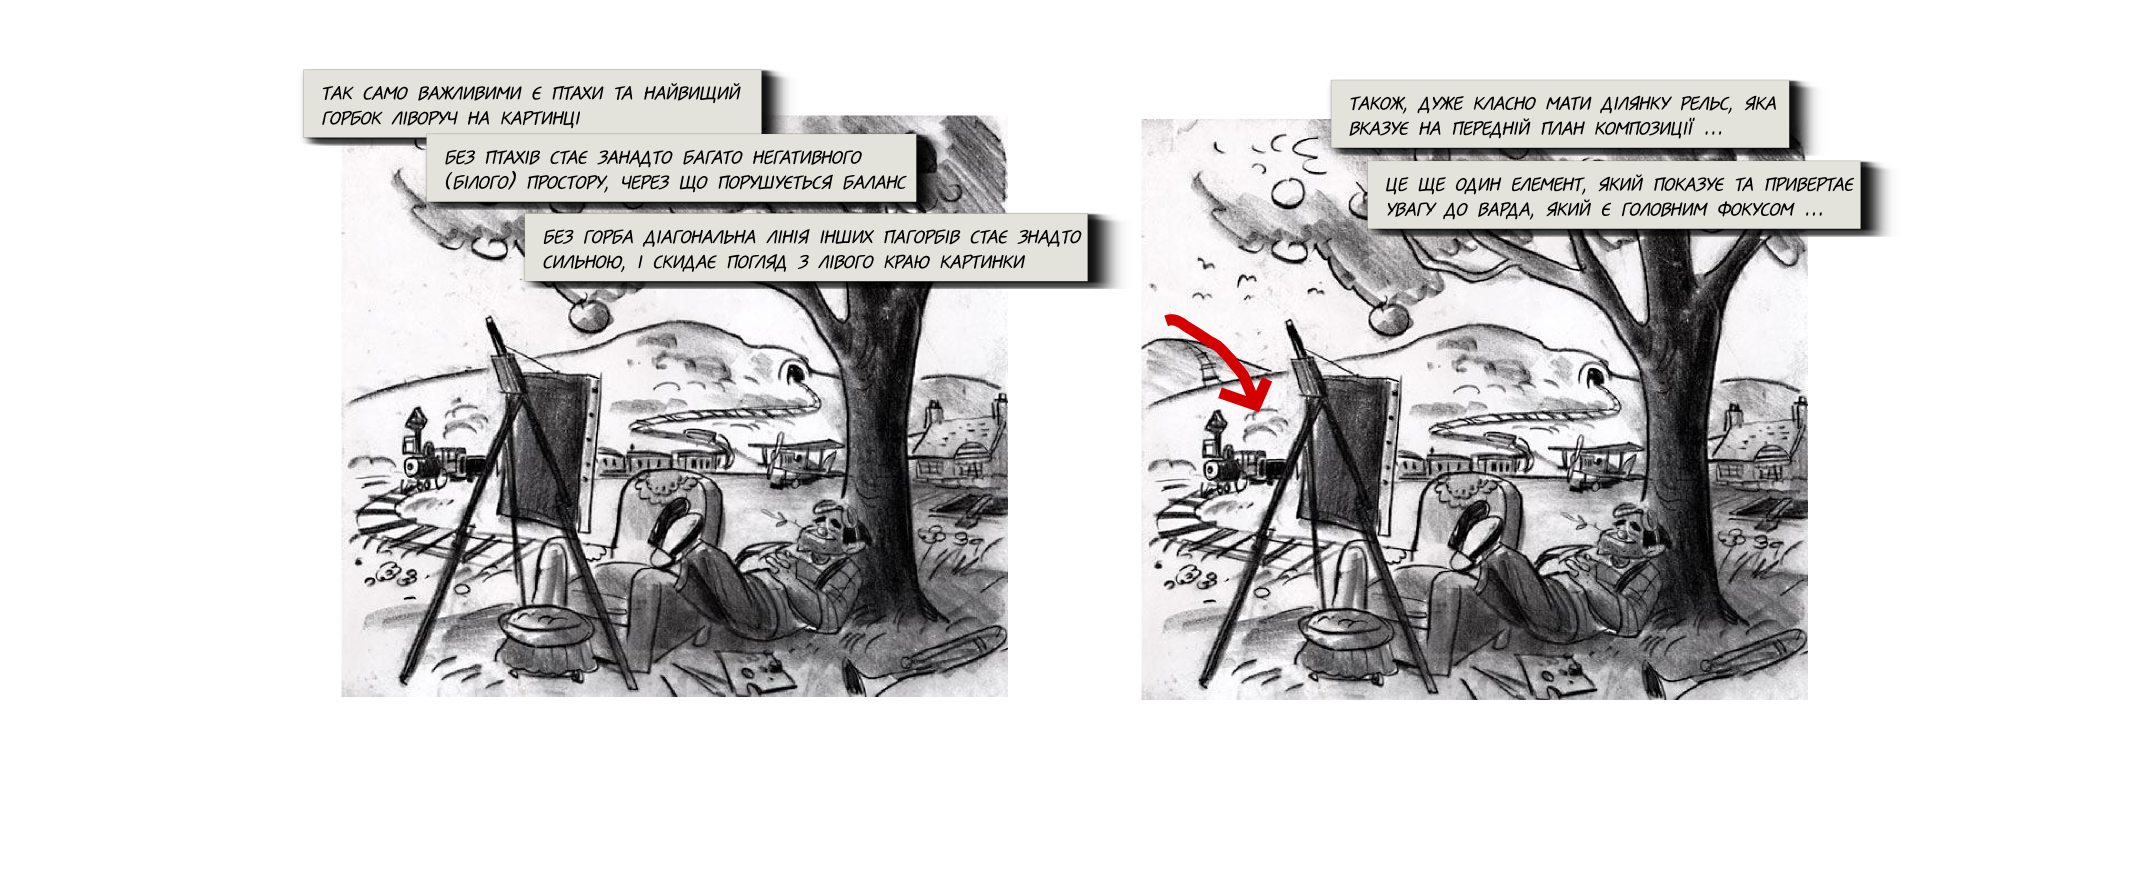 ТАК САМО ВАЖЛИВИМИ Є ПТАХИ ТА НАЙВИЩИЙ
ГОРБОК ЛІВОРУЧ НА КАРТИНЦІ
БЕЗ ПТАХІВ СТАЄ ЗАНАДТО БАГАТО НЕГАТИВНОГО
(БІЛОГО) ПРОСТОРУ, ЧЕРЕЗ ЩО ПОРУШУЄТЬСЯ БАЛАНС
БЕЗ ГОРБА ДІАГОНАЛЬНА ЛІНІЯ ІНШИХ ПАГОРБІВ СТАЄ ЗНАДТО
СИЛЬНОЮ, І СКИДАЄ ПОГЛЯД З ЛІВОГО КРАЮ КАРТИНКИ
ТАКОЖ, ДУЖЕ КЛАСНО МАТИ ДІЛЯНКУ РЕЛЬС, ЯКА
ВКАЗУЄ НА ПЕРЕДНІЙ ПЛАН КОМПОЗИЦІЇ ...
ЦЕ ЩЕ ОДИН ЕЛЕМЕНТ, ЯКИЙ ПОКАЗУЄ ТА ПРИВЕРТАЄ
УВАГУ ДО ВАРДА, ЯКИЙ Є ГОЛОВНИМ ФОКУСОМ ...